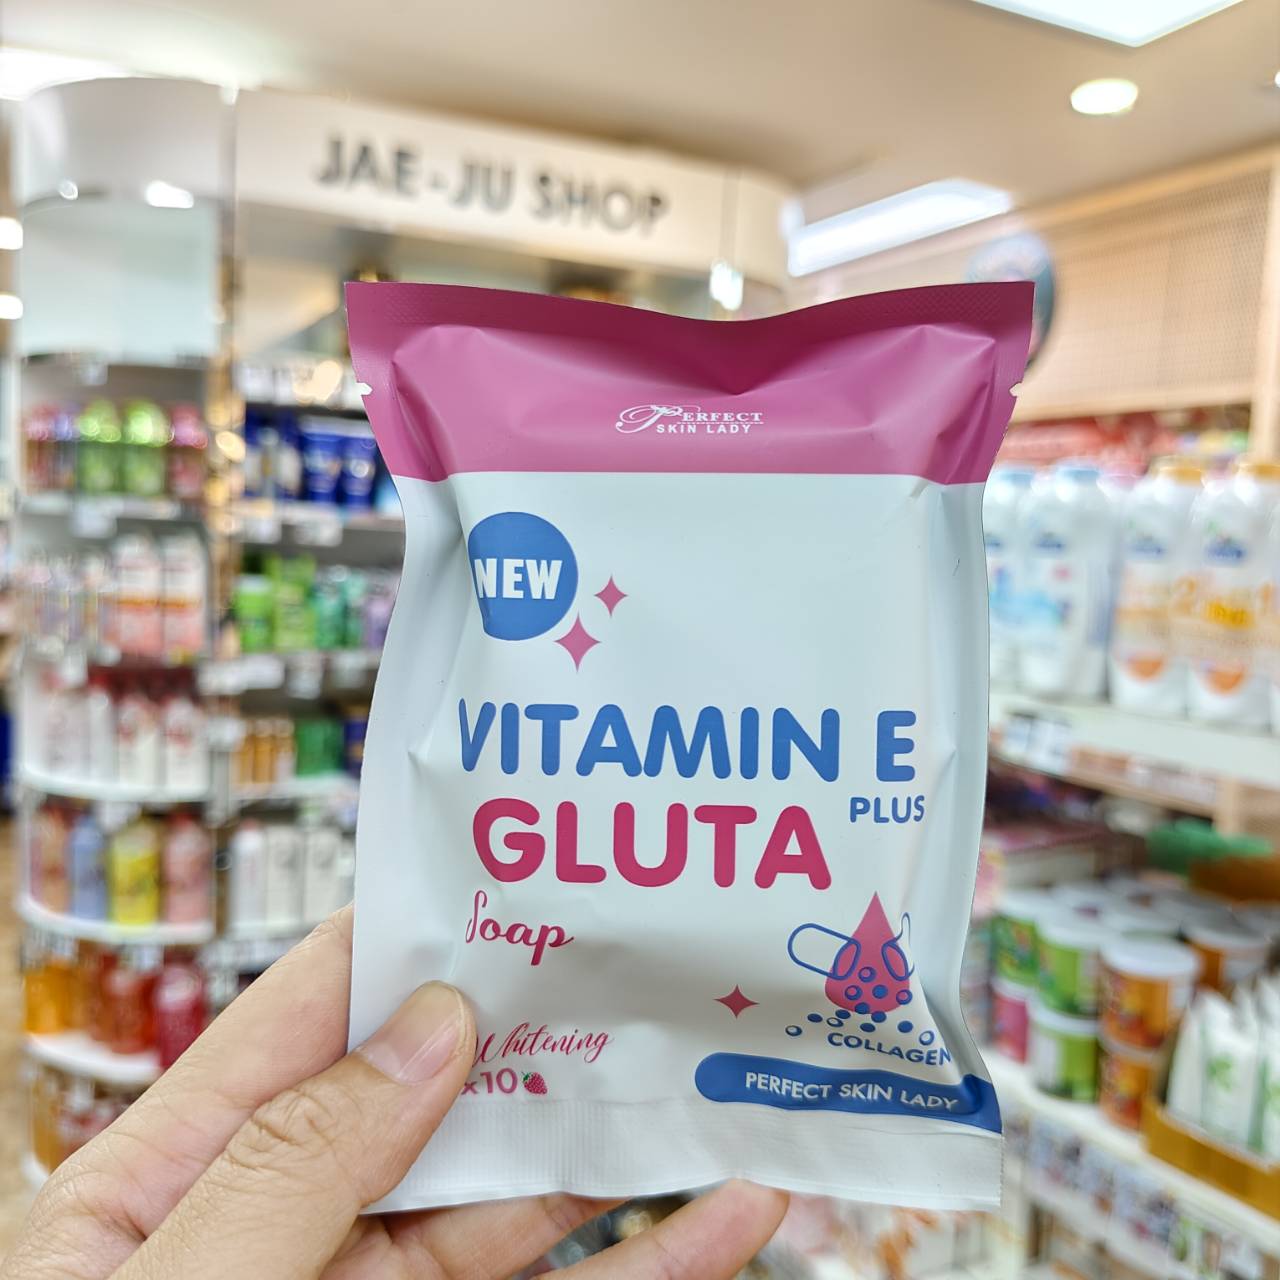 JAE-JU SHOP
PERFECT
SKIN LADY
NEW
VITAMIN E
PLUS
GLUTA
Soap
Whitening
x10
COLLAGEN
PERFECT SKIN LADY